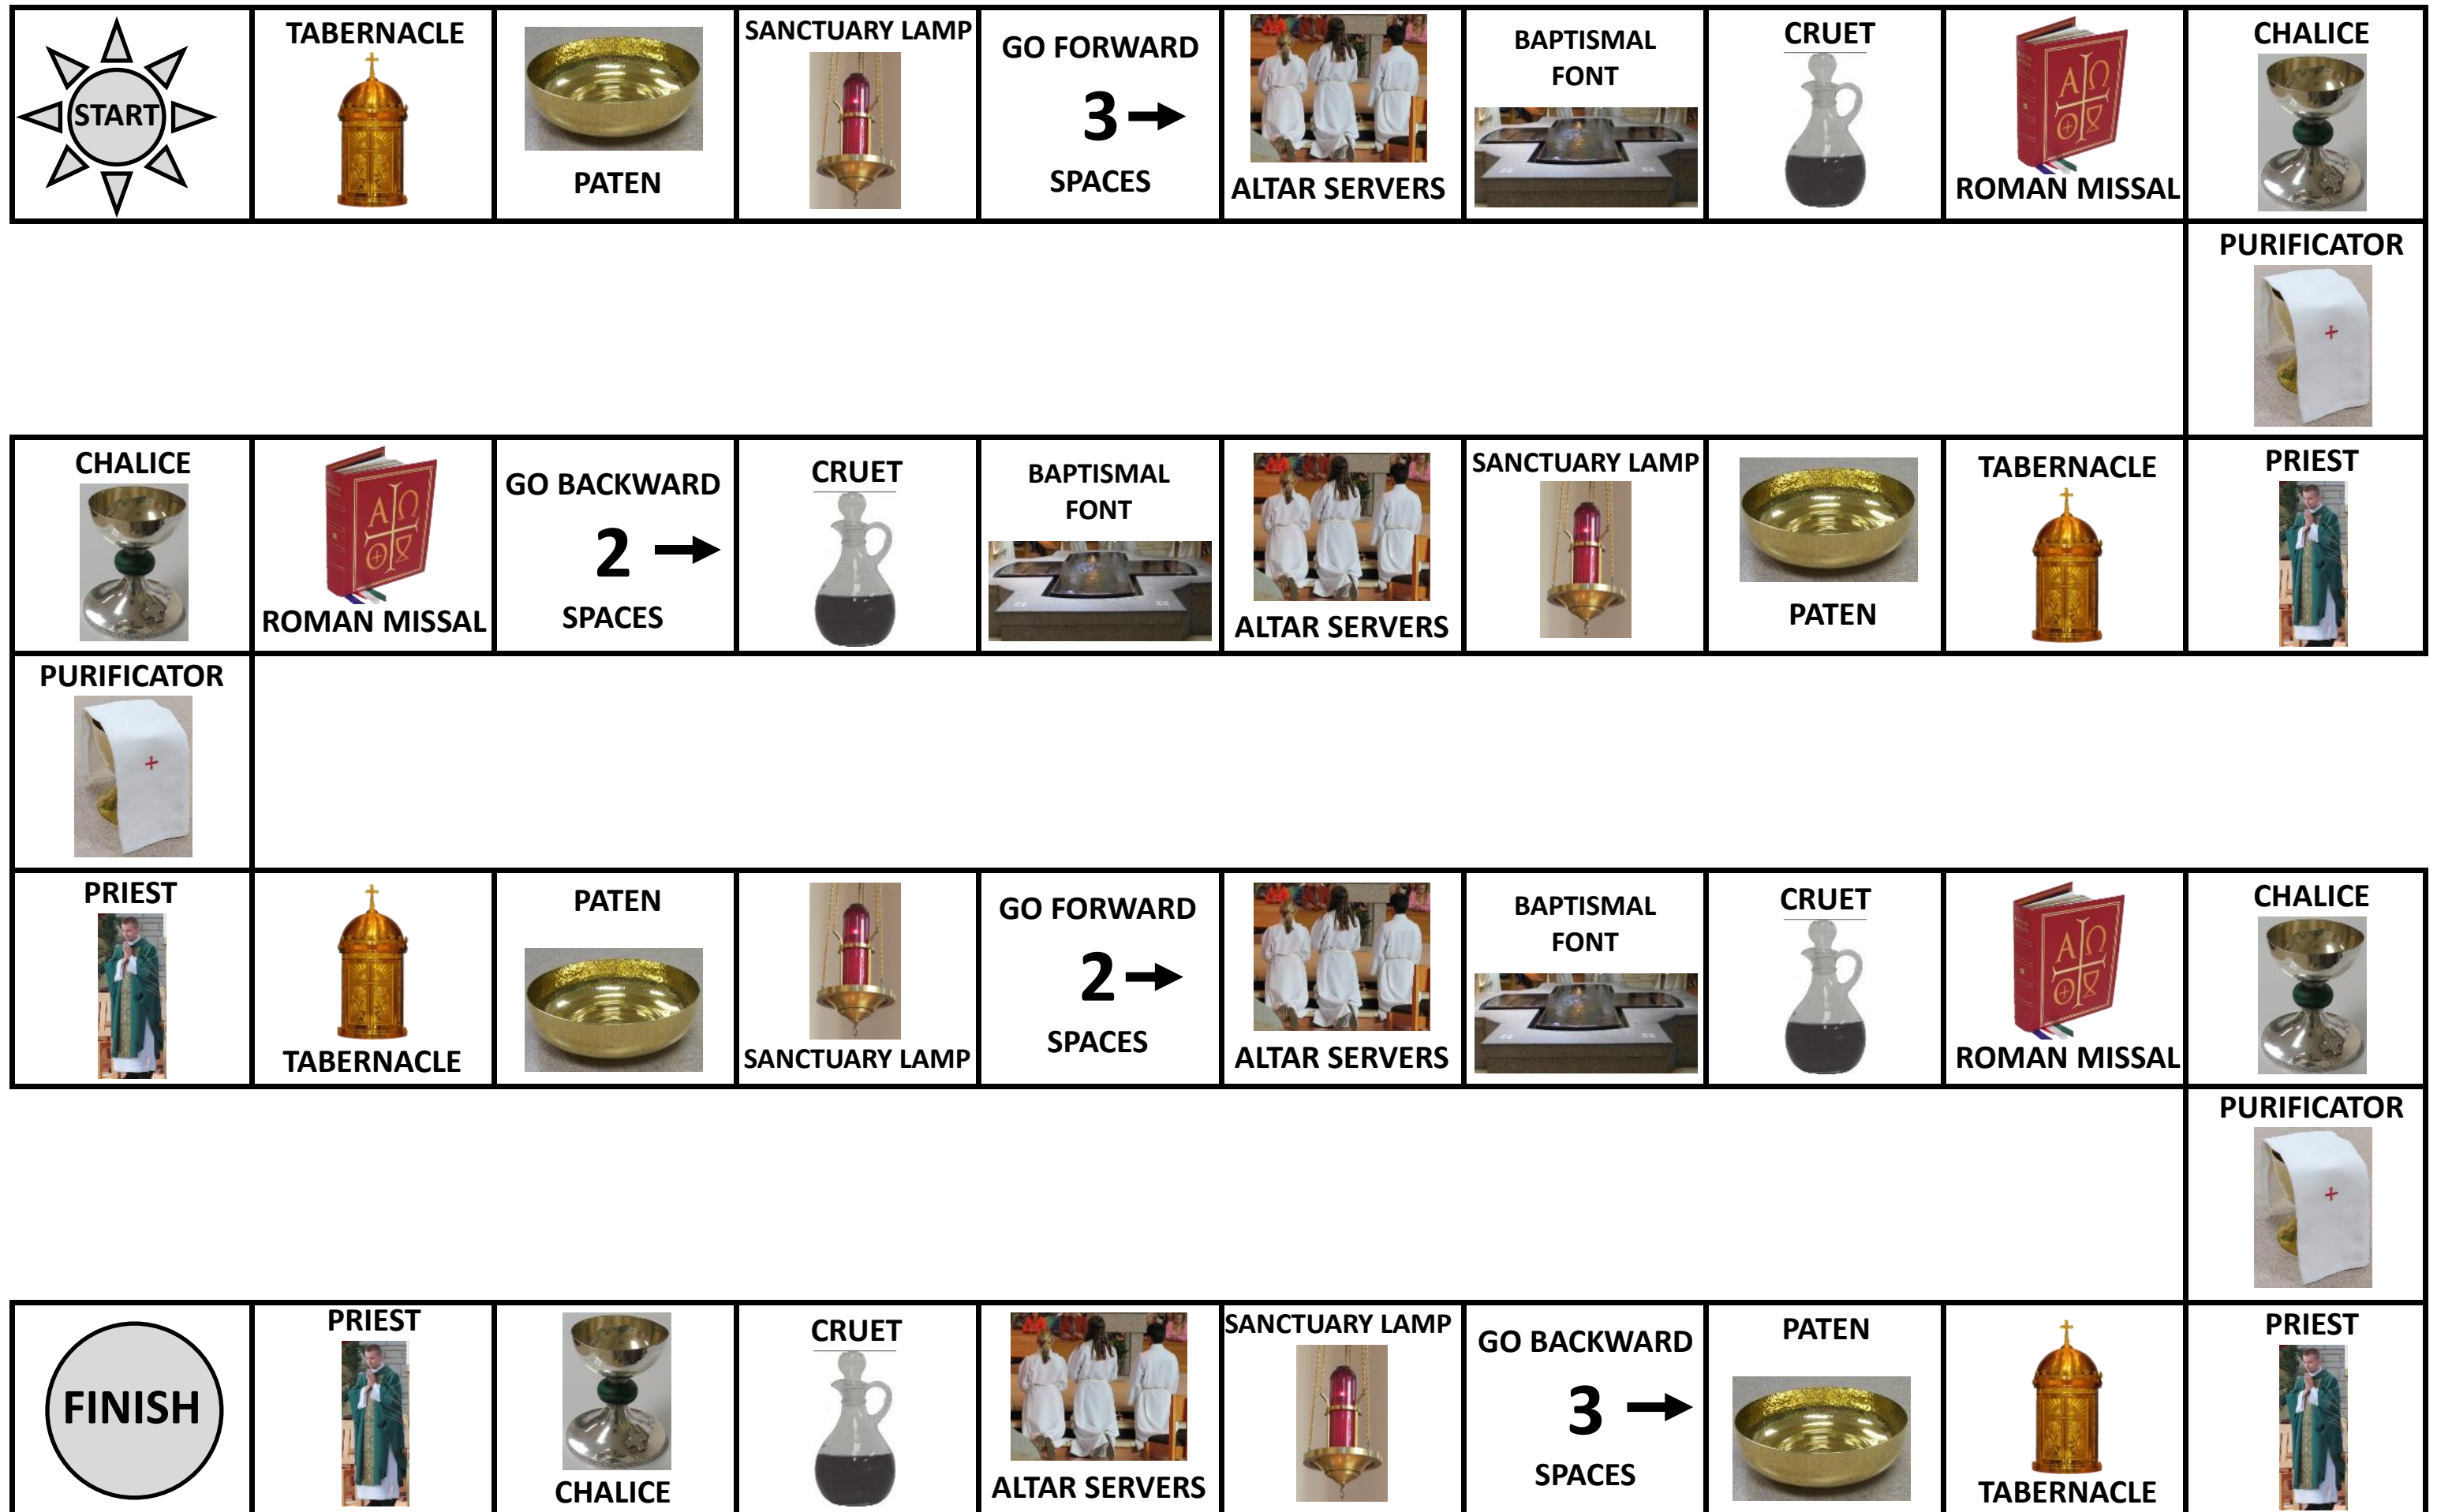 START
TABERNACLE
PATEN
SANCTUARY LAMP
GO FORWARD
3
SPACES
ALTAR SERVERS
BAPTISMAL
FONT
CRUET
ROMAN MISSAL
CHALICE
PURIFICATOR
CHALICE
ROMAN MISSAL
GO BACKWARD
2
SPACES
CRUET
BAPTISMAL
FONT
ALTAR SERVERS
SANCTUARY LAMP
PATEN
TABERNACLE
PRIEST
PURIFICATOR
PRIEST
TABERNACLE
PATEN
SANCTUARY LAMP
GO FORWARD
2
SPACES
ALTAR SERVERS
BAPTISMAL
FONT
CRUET
ROMAN MISSAL
CHALICE
PURIFICATOR
FINISH
PRIEST
CHALICE
CRUET
ALTAR SERVERS
SANCTUARY LAMP
GO BACKWARD
3
SPACES
PATEN
TABERNACLE
PRIEST